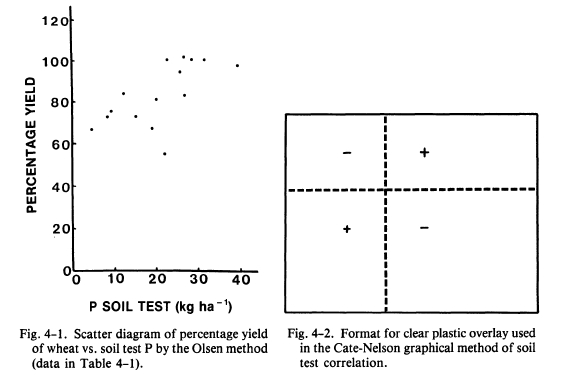 120
100
80
60
40
20
0
0 10 20 30 40
PERCENTAGE YIELD
P SOIL TEST (kg ha⁻¹)
Fig. 4–1. Scatter diagram of percentage yield
of wheat vs. soil test P by the Olsen method
(data in Table 4–1).
– +
+ –
Fig. 4–2. Format for clear plastic overlay used
in the Cate-Nelson graphical method of soil
test correlation.